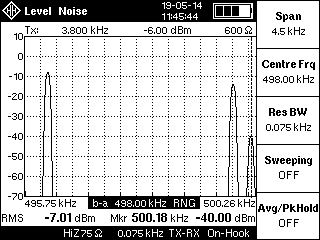 Level Noise
19-05-14
11:45:44
Span
4.5 kHz
Tx: 3.800 kHz -6.00 dBm 600 Ω
Centre Frq
498.00 kHz
Res BW
0.075 kHz
Sweeping
OFF
Avg/PkHold
OFF
10
0
-10
-20
-30
-40
-50
-60
-70
495.75 kHz b-a 498.00 kHz RNG 500.26 kHz
RMS -7.01 dBm Mkr 500.18 kHz -40.00 dBm
HiZ75 Ω 0.075 kHz TX-RX On-Hook